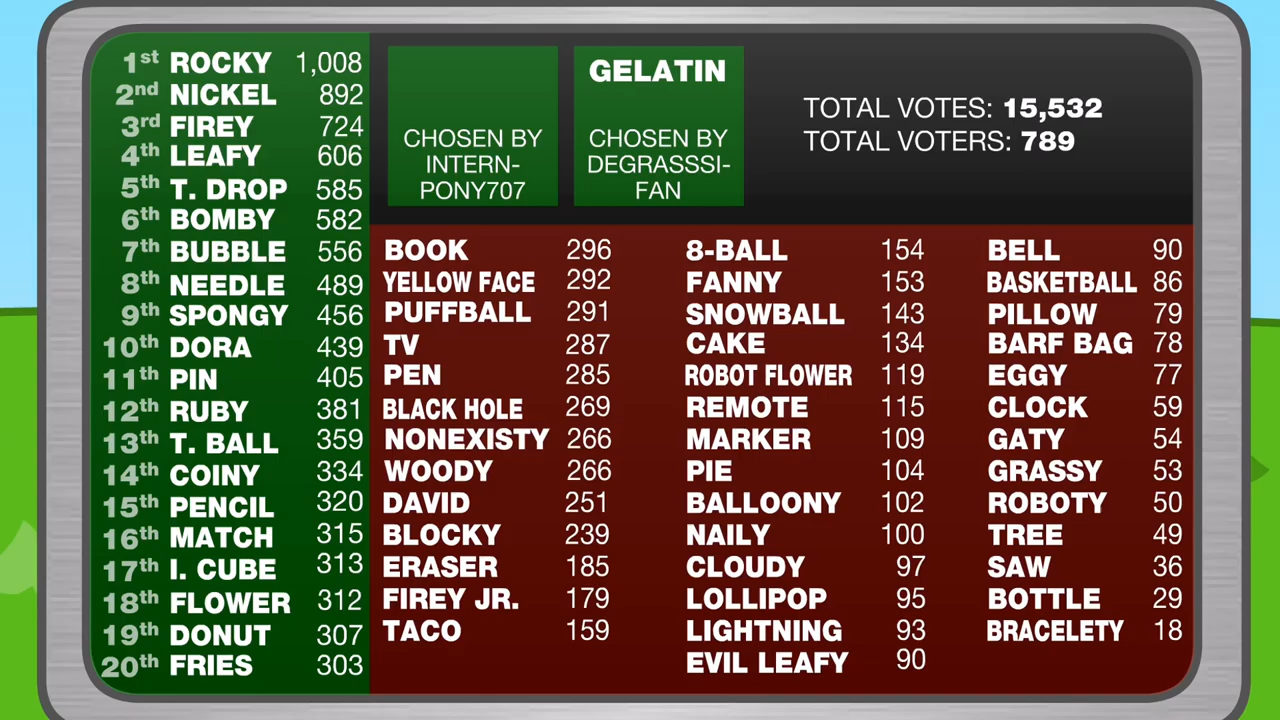 1st ROCKY 1,008
2nd NICKEL 892
3rd FIREY 724
4th LEAFY 606
5th T. DROP 585
6th BOMBY 582
7th BUBBLE 556
8th NEEDLE 489
9th SPONGY 456
10th DORA 439
11th PIN 405
12th RUBY 381
13th T. BALL 359
14th COINY 334
15th PENCIL 320
16th MATCH 315
17th I. CUBE 313
18th FLOWER 312
19th DONUT 307
20th FRIES 303
CHOSEN BY
INTERN-
PONY707
GELATIN
CHOSEN BY
DEGRASSSI-
FAN
TOTAL VOTES: 15,532
TOTAL VOTERS: 789
BOOK 296
YELLOW FACE 292
PUFFBALL 291
TV 287
PEN 285
BLACK HOLE 269
NONEXISTY 266
WOODY 266
DAVID 251
BLOCKY 239
ERASER 185
FIREY JR. 179
TACO 159
8-BALL 154
FANNY 153
SNOWBALL 143
CAKE 134
ROBOT FLOWER 119
REMOTE 115
MARKER 109
PIE 104
BALLOONY 102
NAILY 100
CLOUDY 97
LOLLIPOP 95
LIGHTNING 93
EVIL LEAFY 90
BELL 90
BASKETBALL 86
PILLOW 79
BARF BAG 78
EGGY 77
CLOCK 59
GATY 54
GRASSY 53
ROBOTY 50
TREE 49
SAW 36
BOTTLE 29
BRACELETY 18